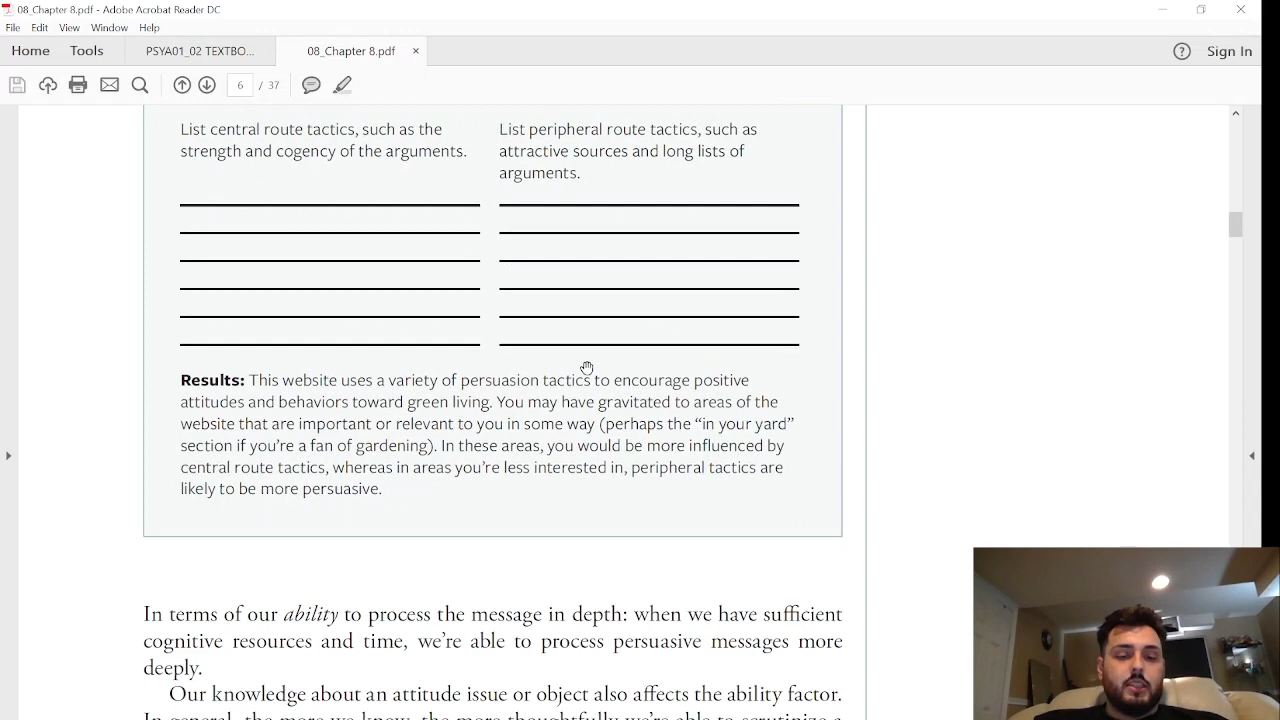 08_Chapter 8.pdf - Adobe Acrobat Reader DC
File Edit View Window Help
Home Tools PSYA01_02 TEXTBO... 08_Chapter 8.pdf × Sign In
6 / 37
List central route tactics, such as the
strength and cogency of the arguments.
List peripheral route tactics, such as
attractive sources and long lists of
arguments.
Results: This website uses a variety of persuasion tactics to encourage positive
attitudes and behaviors toward green living. You may have gravitated to areas of the
website that are important or relevant to you in some way (perhaps the “in your yard”
section if you’re a fan of gardening). In these areas, you would be more influenced by
central route tactics, whereas in areas you’re less interested in, peripheral tactics are
likely to be more persuasive.
In terms of our ability to process the message in depth: when we have sufficient
cognitive resources and time, we’re able to process persuasive messages more
deeply.
Our knowledge about an attitude issue or object also affects the ability factor.
In general, the more we know, the more thoughtfully we’re able to scrutinize a